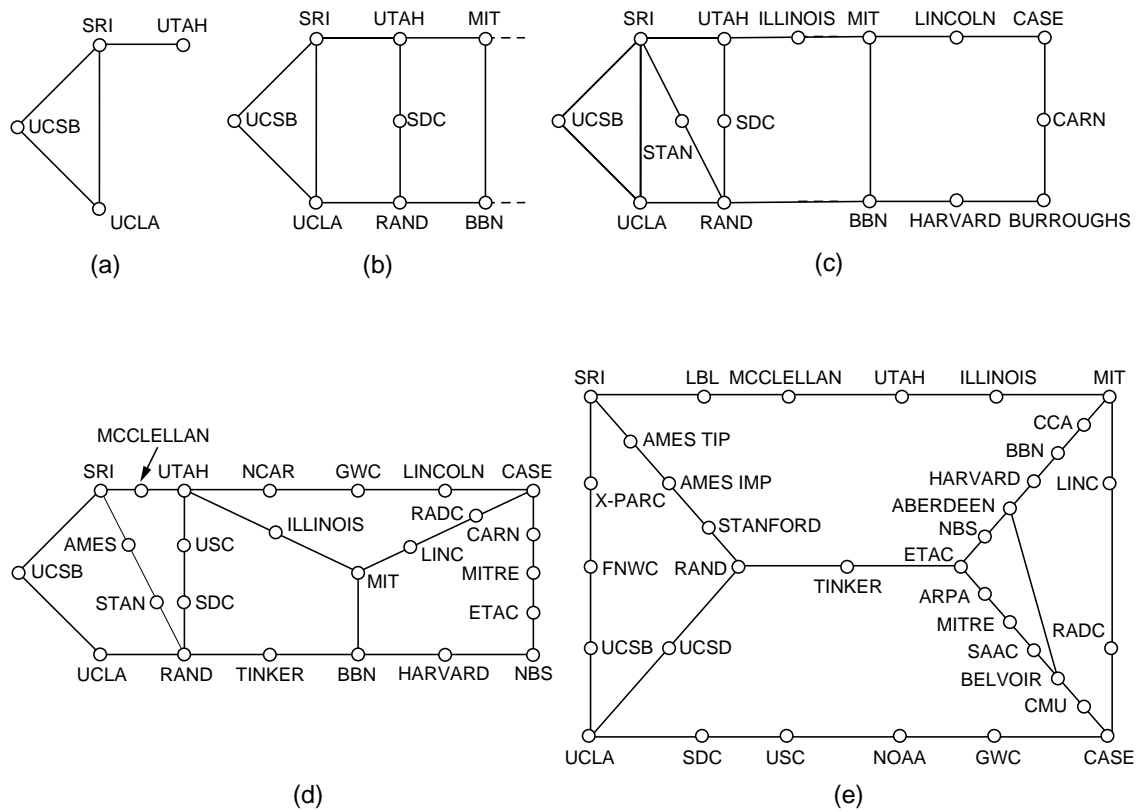 SRI UTAH
UCSB
UCLA
(a)
SRI UTAH MIT
UCSB SDC
UCLA RAND BBN
(b)
SRI UTAH ILLINOIS MIT LINCOLN CASE
UCSB SDC CARN
STAN
UCLA RAND BBN HARVARD BURROUGHS
(c)
MCCLELLAN
SRI UTAH NCAR GWC LINCOLN CASE
RADC
ILLINOIS CARN
AMES USC LINC
UCSB MIT MITRE
STAN SDC ETAC
UCLA RAND TINKER BBN HARVARD NBS
(d)
SRI LBL MCCLELLAN UTAH ILLINOIS MIT
CCA
AMES TIP
BBN
AMES IMP HARVARD
X-PARC LINC
ABERDEEN
STANFORD
NBS
ETAC
FNWC RAND TINKER
ARPA
MITRE
RADC
UCSB UCSD SAAC
BELVOIR
CMU
UCLA SDC USC NOAA GWC CASE
(e)